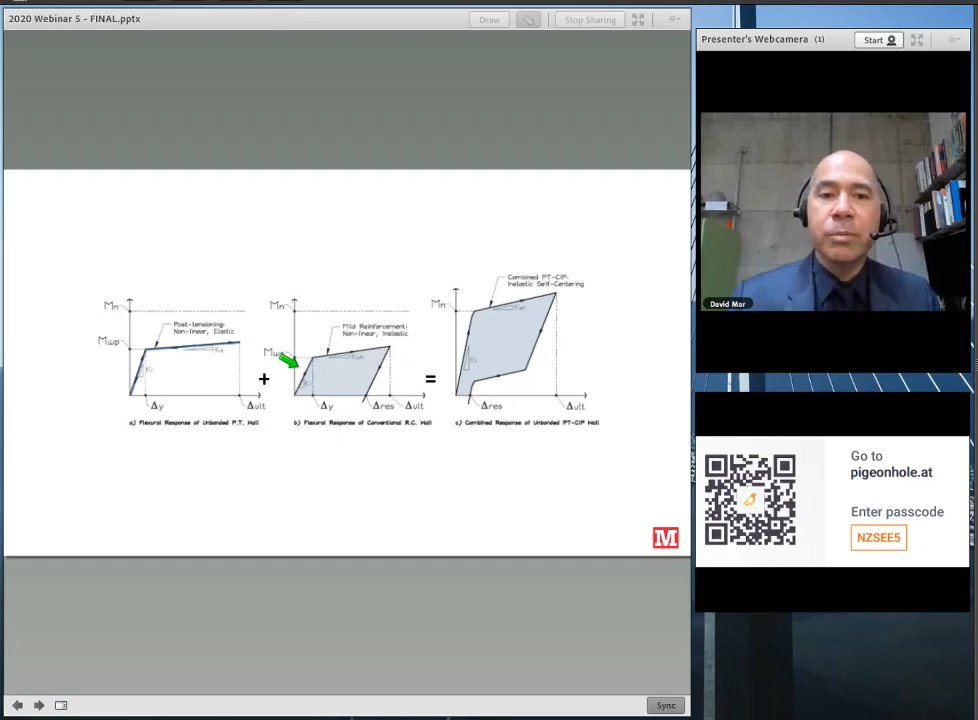 2020 Webinar 5 - FINAL.pptx
Draw
Stop Sharing
Presenter's Webcamera (1)
Start
David Mar
Combined PT-CIP:
Inelastic Self-Centering
Mn
Mn
Mn
Post-tensioning:
Non-linear, Elastic
Mild Reinforcement:
Non-linear, Inelastic
Mwp
+
=
Δy
Δult
Δy
Δres
Δult
Δres
Δult
a) Flexural Response of Unbonded P.T. Wall
b) Flexural Response of Conventional R.C. Wall
c) Combined Response of Unbonded PT-CIP Wall
M
Go to
pigeonhole.at
Enter passcode
NZSEE5
Sync